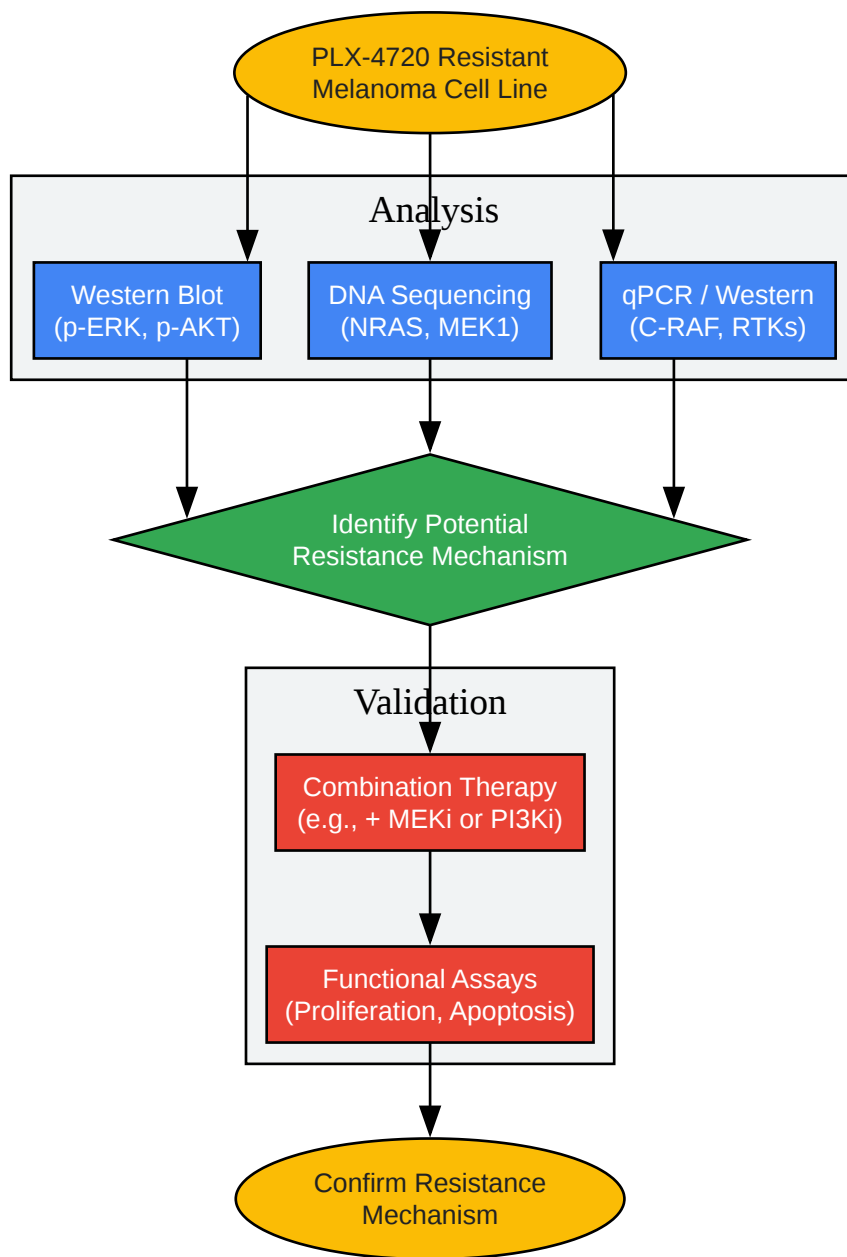 PLX-4720 Resistant
Melanoma Cell Line
Analysis
Western Blot
(p-ERK, p-AKT)
DNA Sequencing
(NRAS, MEK1)
qPCR / Western
(C-RAF, RTKs)
Identify Potential
Resistance Mechanism
Validation
Combination Therapy
(e.g., + MEKi or PI3Ki)
Functional Assays
(Proliferation, Apoptosis)
Confirm Resistance
Mechanism